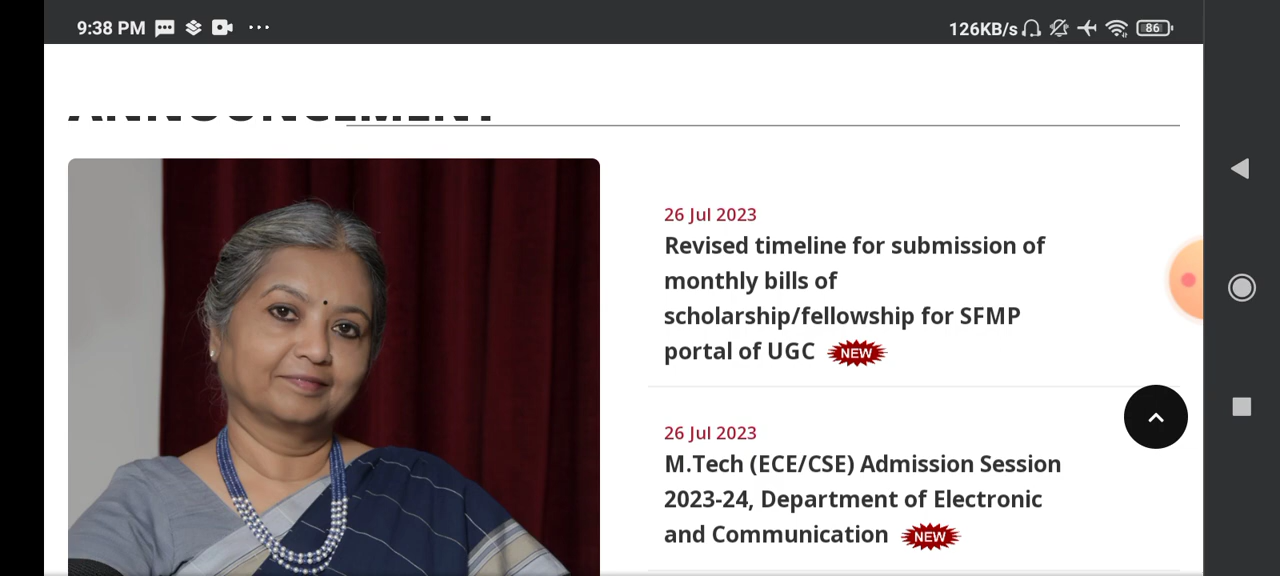 9:38 PM
126KB/s
86
ANNOUNCEMENT
26 Jul 2023
Revised timeline for submission of
monthly bills of
scholarship/fellowship for SFMP
portal of UGC NEW
26 Jul 2023
M.Tech (ECE/CSE) Admission Session
2023-24, Department of Electronic
and Communication NEW